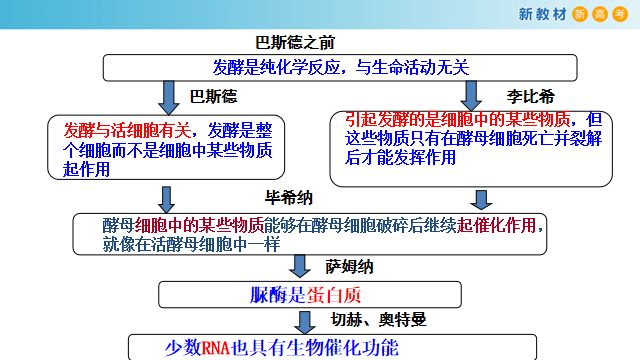 新教材 新 高 考
巴斯德之前
发酵是纯化学反应，与生命活动无关
巴斯德
李比希
发酵与活细胞有关，发酵是整
个细胞而不是细胞中某些物质
起作用
引起发酵的是细胞中的某些物质，但
这些物质只有在酵母细胞死亡并裂解
后才能发挥作用
毕希纳
酵母细胞中的某些物质能够在酵母细胞破碎后继续起催化作用，
就像在活酵母细胞中一样
萨姆纳
脲酶是蛋白质
切赫、奥特曼
少数RNA也具有生物催化功能